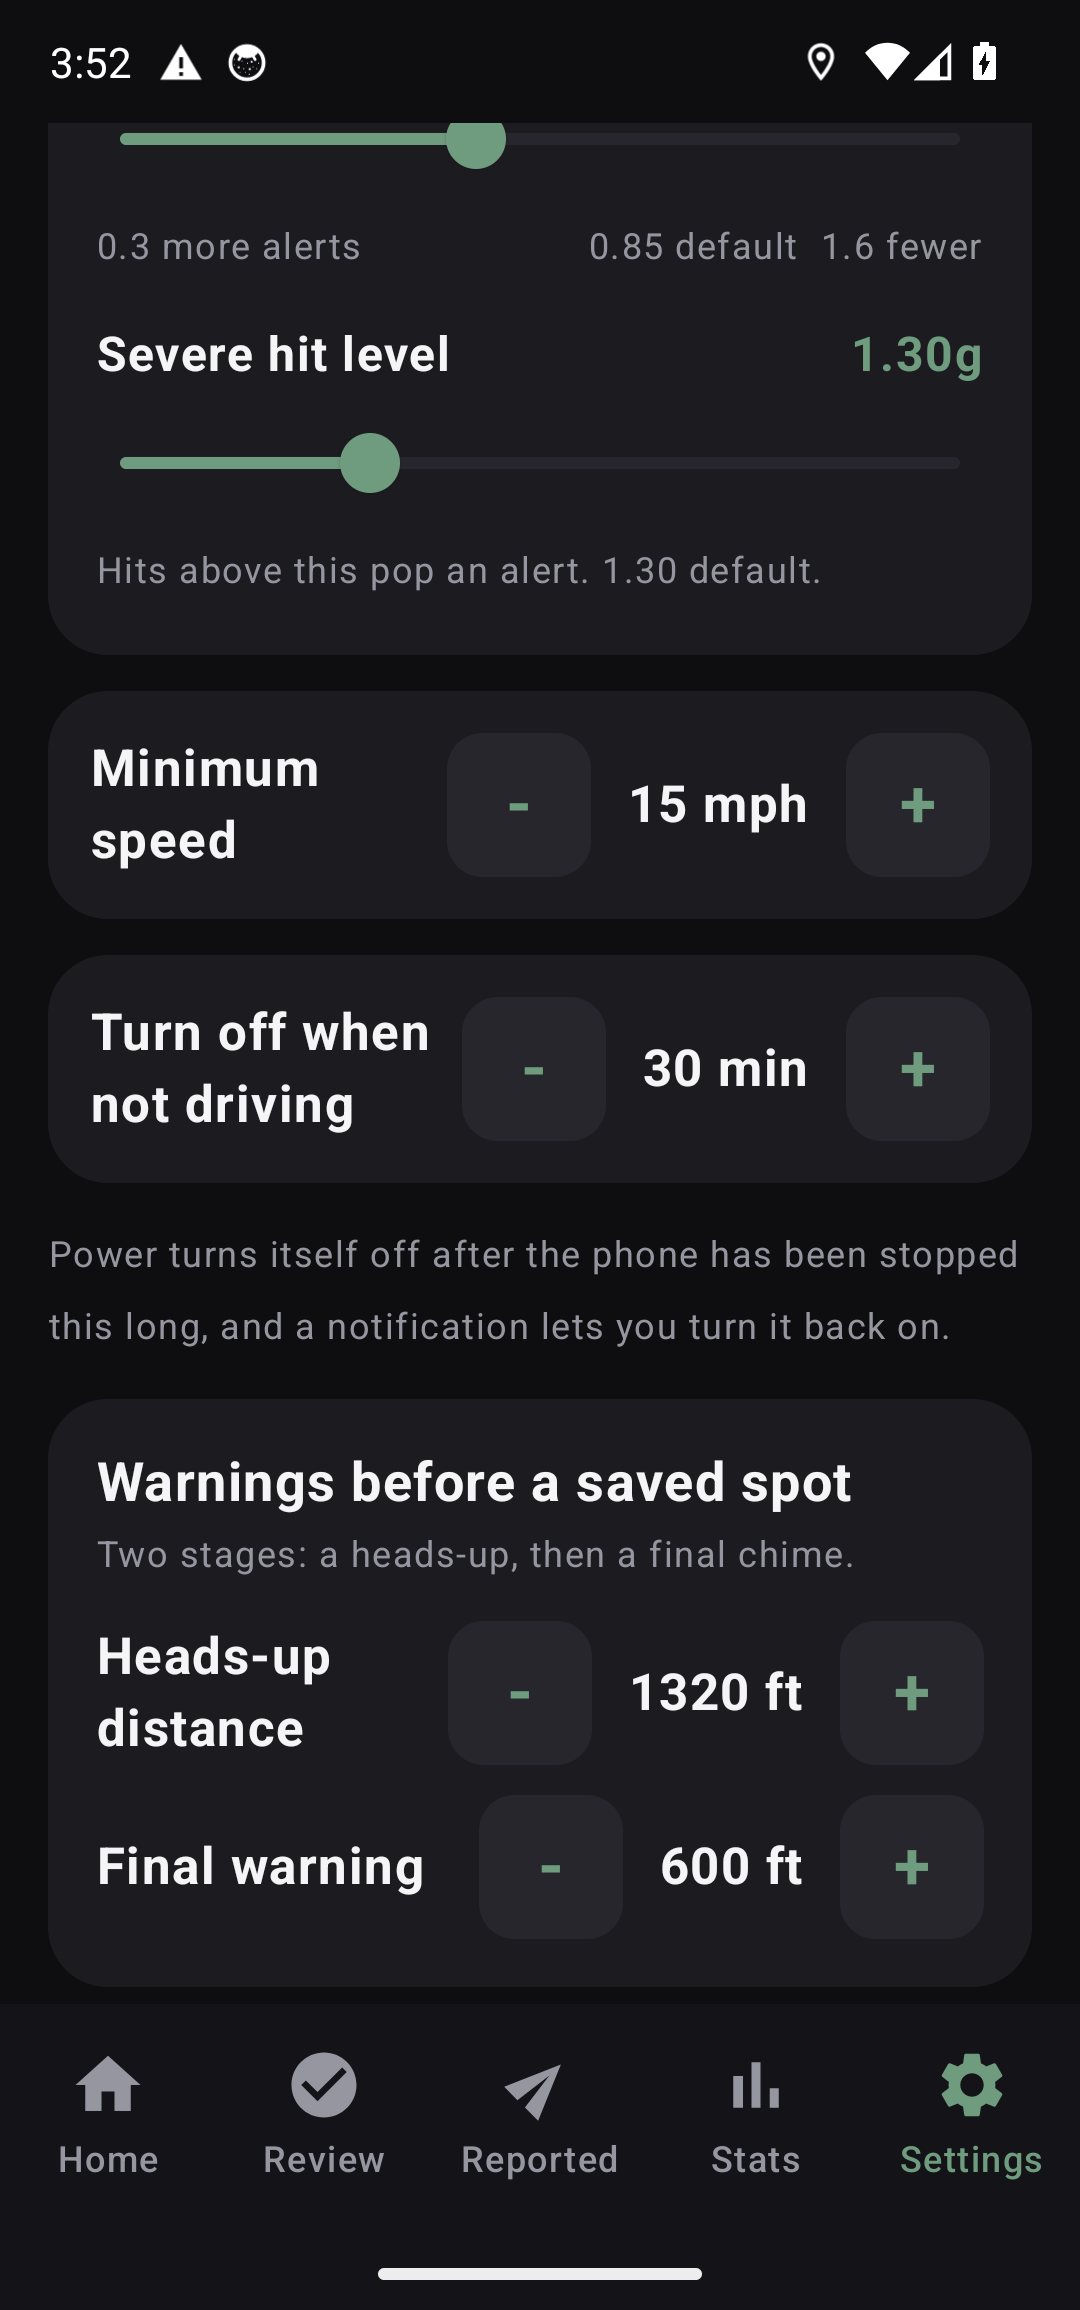 3:52
0.3 more alerts 0.85 default 1.6 fewer
Severe hit level 1.30g
Hits above this pop an alert. 1.30 default.
Minimum
speed
- 15 mph +
Turn off when
not driving
- 30 min +
Power turns itself off after the phone has been stopped
this long, and a notification lets you turn it back on.
Warnings before a saved spot
Two stages: a heads-up, then a final chime.
Heads-up
distance
- 1320 ft +
Final warning - 600 ft +
Home Review Reported Stats Settings